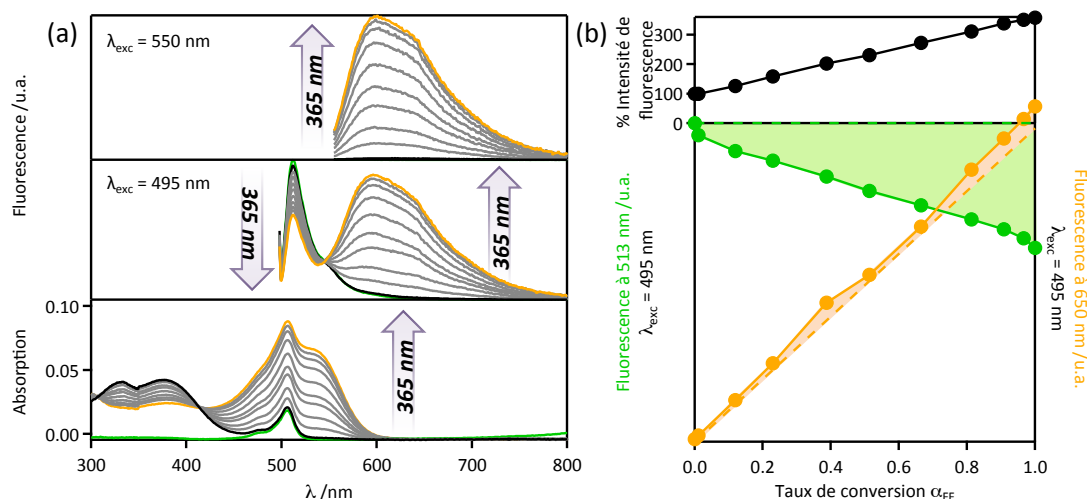 (a)
λexc = 550 nm
365 nm
Fluorescence /u.a.
λexc = 495 nm
365 nm
365 nm
0.10
0.05
0.00
Absorption
365 nm
300 400 500 600 700 800
λ /nm
(b)
% Intensité de
fluorescence
300
200
100
0
Fluorescence à 513 nm /u.a.
λexc = 495 nm
λexc = 495 nm
Fluorescence à 650 nm /u.a.
0.0 0.2 0.4 0.6 0.8 1.0
Taux de conversion αFF